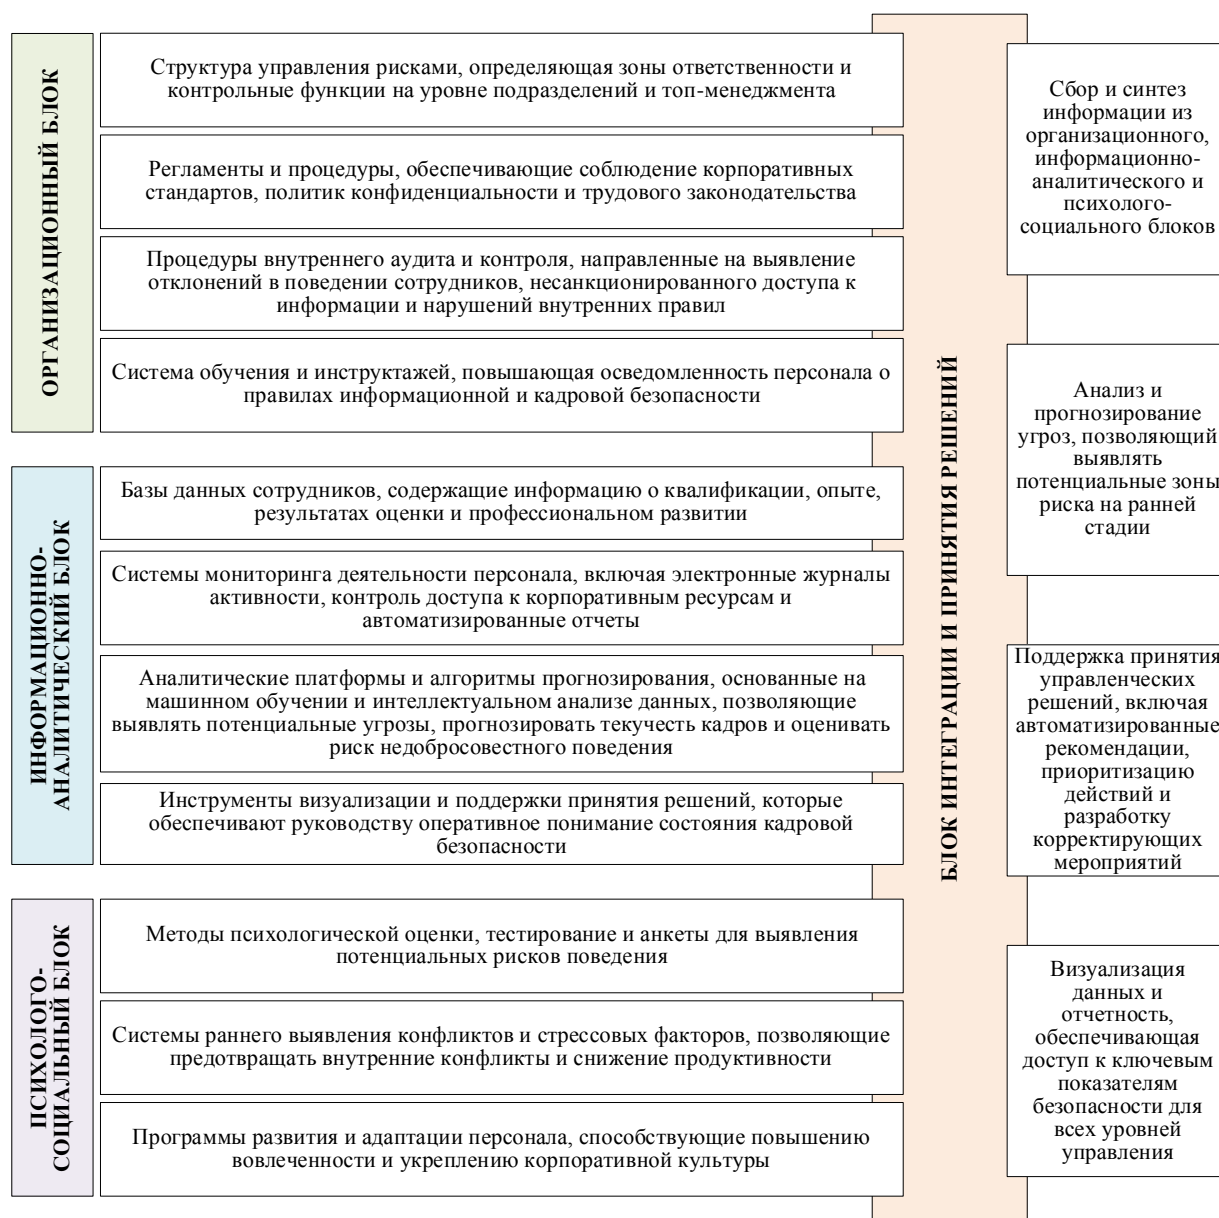 ОРГАНИЗАЦИОННЫЙ БЛОК
Структура управления рисками, определяющая зоны ответственности и
контрольные функции на уровне подразделений и топ-менеджмента
Регламенты и процедуры, обеспечивающие соблюдение корпоративных
стандартов, политик конфиденциальности и трудового законодательства
Процедуры внутреннего аудита и контроля, направленные на выявление
отклонений в поведении сотрудников, несанкционированного доступа к
информации и нарушений внутренних правил
Система обучения и инструктажей, повышающая осведомленность персонала о
правилах информационной и кадровой безопасности
ИНФОРМАЦИОННО-
АНАЛИТИЧЕСКИЙ БЛОК
Базы данных сотрудников, содержащие информацию о квалификации, опыте,
результатах оценки и профессиональном развитии
Системы мониторинга деятельности персонала, включая электронные журналы
активности, контроль доступа к корпоративным ресурсам и
автоматизированные отчеты
Аналитические платформы и алгоритмы прогнозирования, основанные на
машинном обучении и интеллектуальном анализе данных, позволяющие
выявлять потенциальные угрозы, прогнозировать текучесть кадров и оценивать
риск недобросовестного поведения
Инструменты визуализации и поддержки принятия решений, которые
обеспечивают руководству оперативное понимание состояния кадровой
безопасности
ПСИХОЛОГО-
СОЦИАЛЬНЫЙ БЛОК
Методы психологической оценки, тестирование и анкеты для выявления
потенциальных рисков поведения
Системы раннего выявления конфликтов и стрессовых факторов, позволяющие
предотвращать внутренние конфликты и снижение продуктивности
Программы развития и адаптации персонала, способствующие повышению
вовлеченности и укреплению корпоративной культуры
БЛОК ИНТЕГРАЦИИ И ПРИНЯТИЯ РЕШЕНИЙ
Сбор и синтез
информации из
организационного,
информационно-
аналитического и
психолого-
социального блоков
Анализ и
прогнозирование
угроз, позволяющий
выявлять
потенциальные зоны
риска на ранней
стадии
Поддержка принятия
управленческих
решений, включая
автоматизированные
рекомендации,
приоритизацию
действий и
разработку
корректирующих
мероприятий
Визуализация
данных и
отчетность,
обеспечивающая
доступ к ключевым
показателям
безопасности для
всех уровней
управления